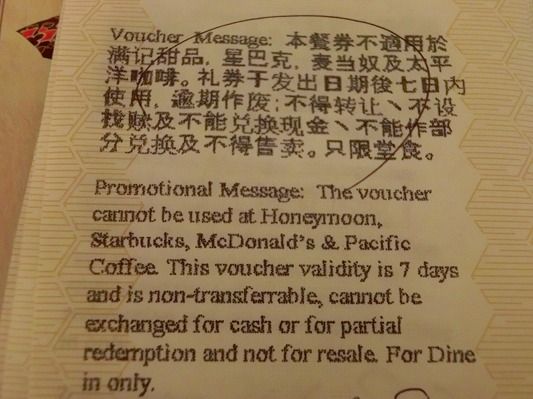 Voucher Message: 本餐券不適用於
满记甜品, 星巴克, 麦当奴及太平
洋咖啡。礼券于发出日期後七日内
使用, 逾期作废;不得转让、不设
找赎及不能兑换现金、不能作部
分兑换及不得售卖。只限堂食。
Promotional Message: The voucher
cannot be used at Honeymoon,
Starbucks, McDonald's & Pacific
Coffee. This voucher validity is 7 days
and is non-transferrable, cannot be
exchanged for cash or for partial
redemption and not for resale. For Dine
in only.